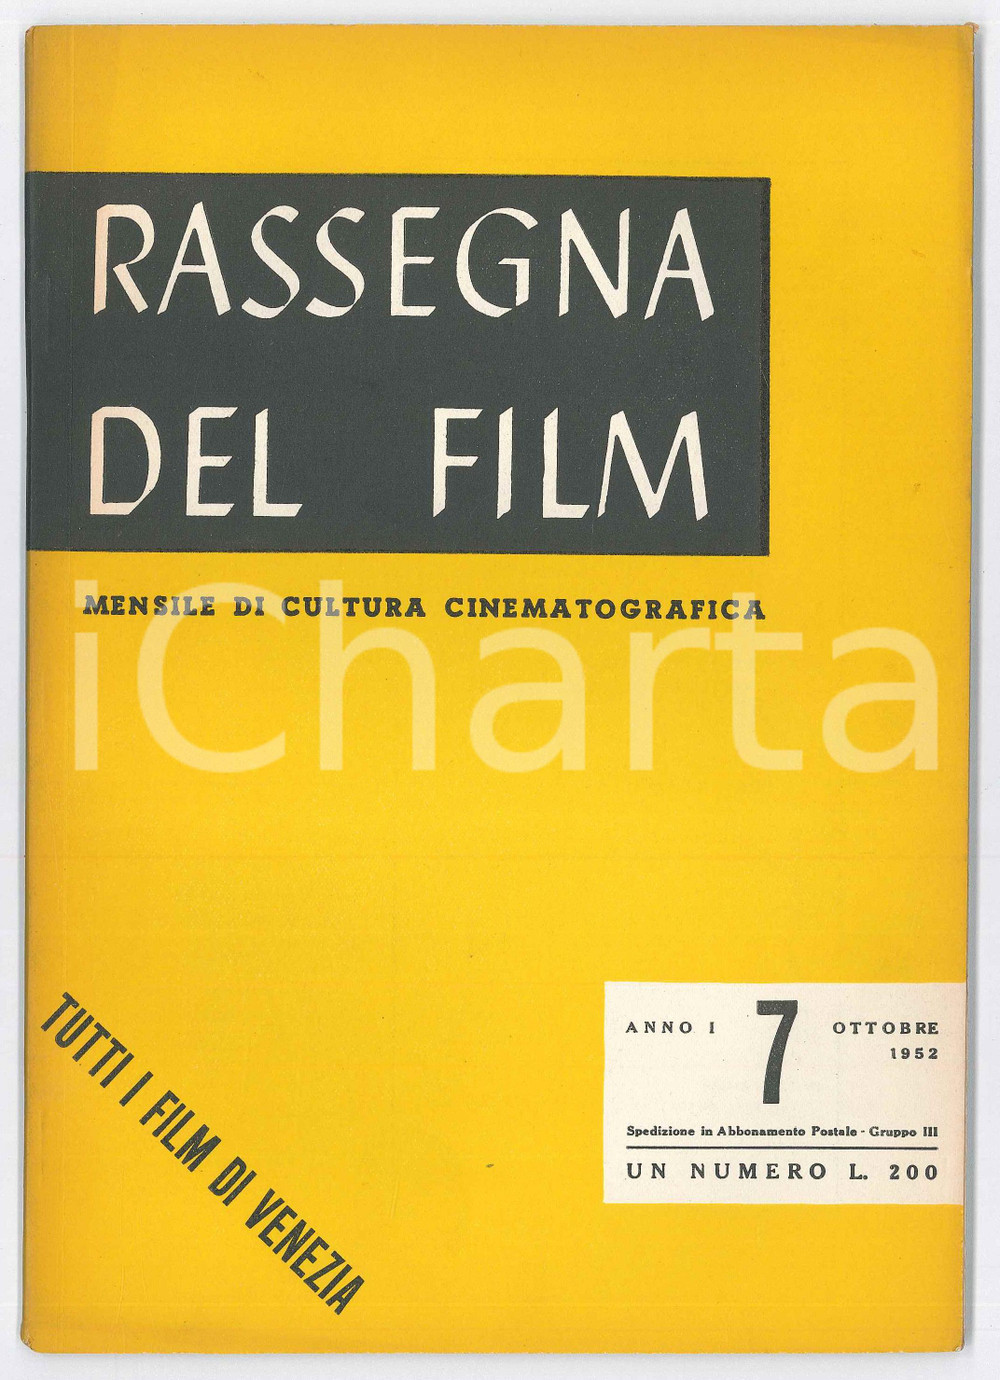 RASSEGNA
DEL FILM
MENSILE DI CULTURA CINEMATOGRAFICA
iCharta
TUTTI I FILM DI VENEZIA
ANNO I 7 OTTOBRE
1952
Spedizione in Abbonamento Postale - Gruppo III
UN NUMERO L. 200